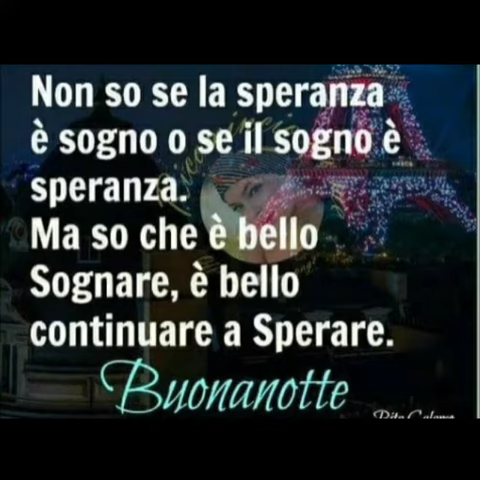 Non so se la speranza
è sogno o se il sogno è
speranza.
Ma so che è bello
Sognare, è bello
continuare a Sperare.
Buonanotte